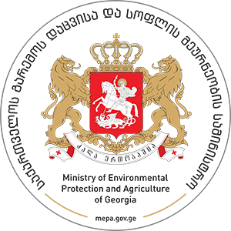 საქართველოს გარემოს დაცვისა და სოფლის მეურნეობის სამინისტრო
ძალა ერთობაშია
Ministry of Environmental
Protection and Agriculture
of Georgia
mepa.gov.ge